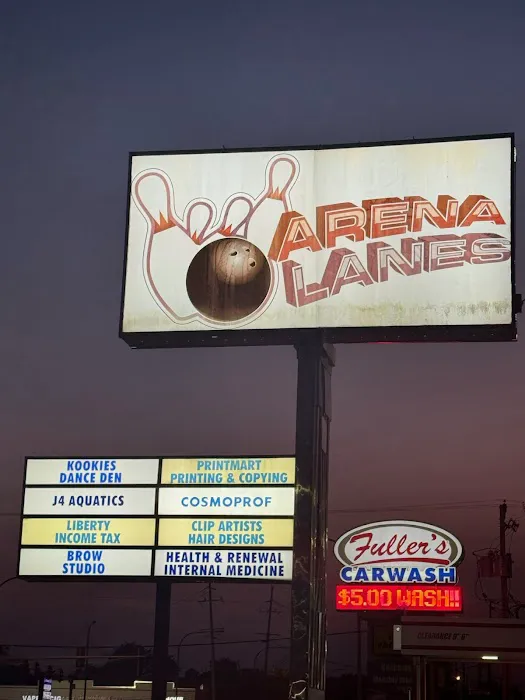 ARENA
LANES
KOOKIES
DANCE DEN
PRINTMART
PRINTING & COPYING
J4 AQUATICS
COSMOPROF
LIBERTY
INCOME TAX
CLIP ARTISTS
HAIR DESIGNS
BROW
STUDIO
HEALTH & RENEWAL
INTERNAL MEDICINE
Fuller's
CARWASH
$5.00 WASH!!